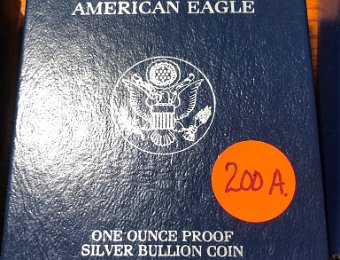 AMERICAN EAGLE
200 A.
ONE OUNCE PROOF
SILVER BULLION COIN